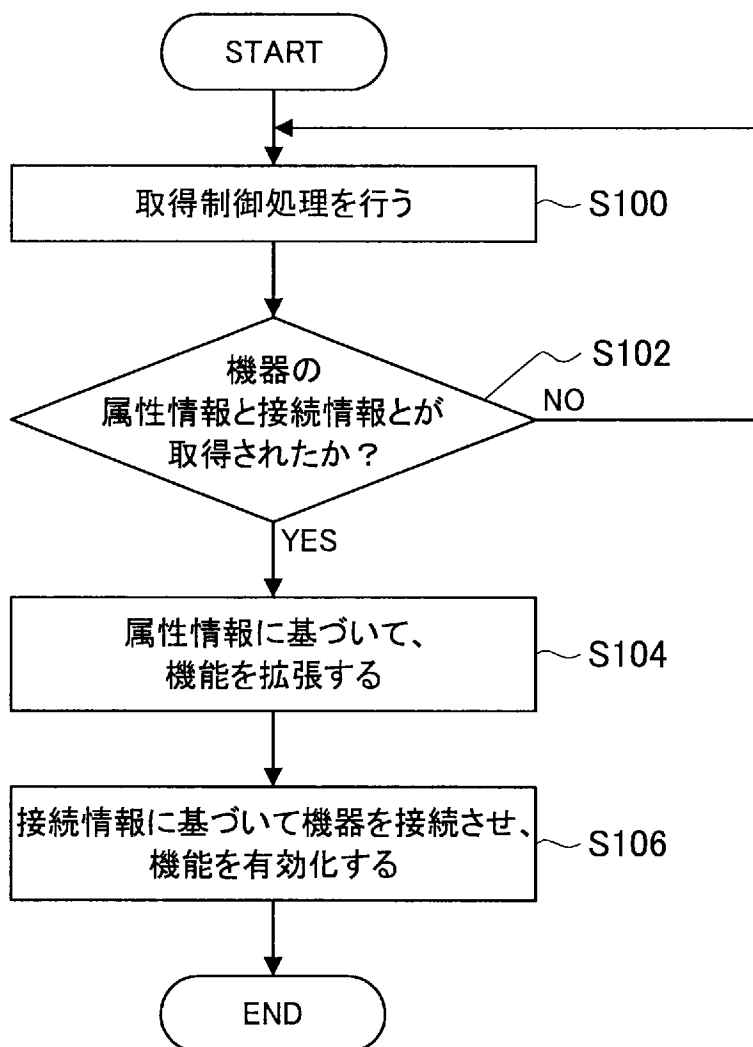 START
取得制御処理を行う
S100
機器の
属性情報と接続情報とが
取得されたか？
S102
NO
YES
属性情報に基づいて、
機能を拡張する
S104
接続情報に基づいて機器を接続させ、
機能を有効化する
S106
END